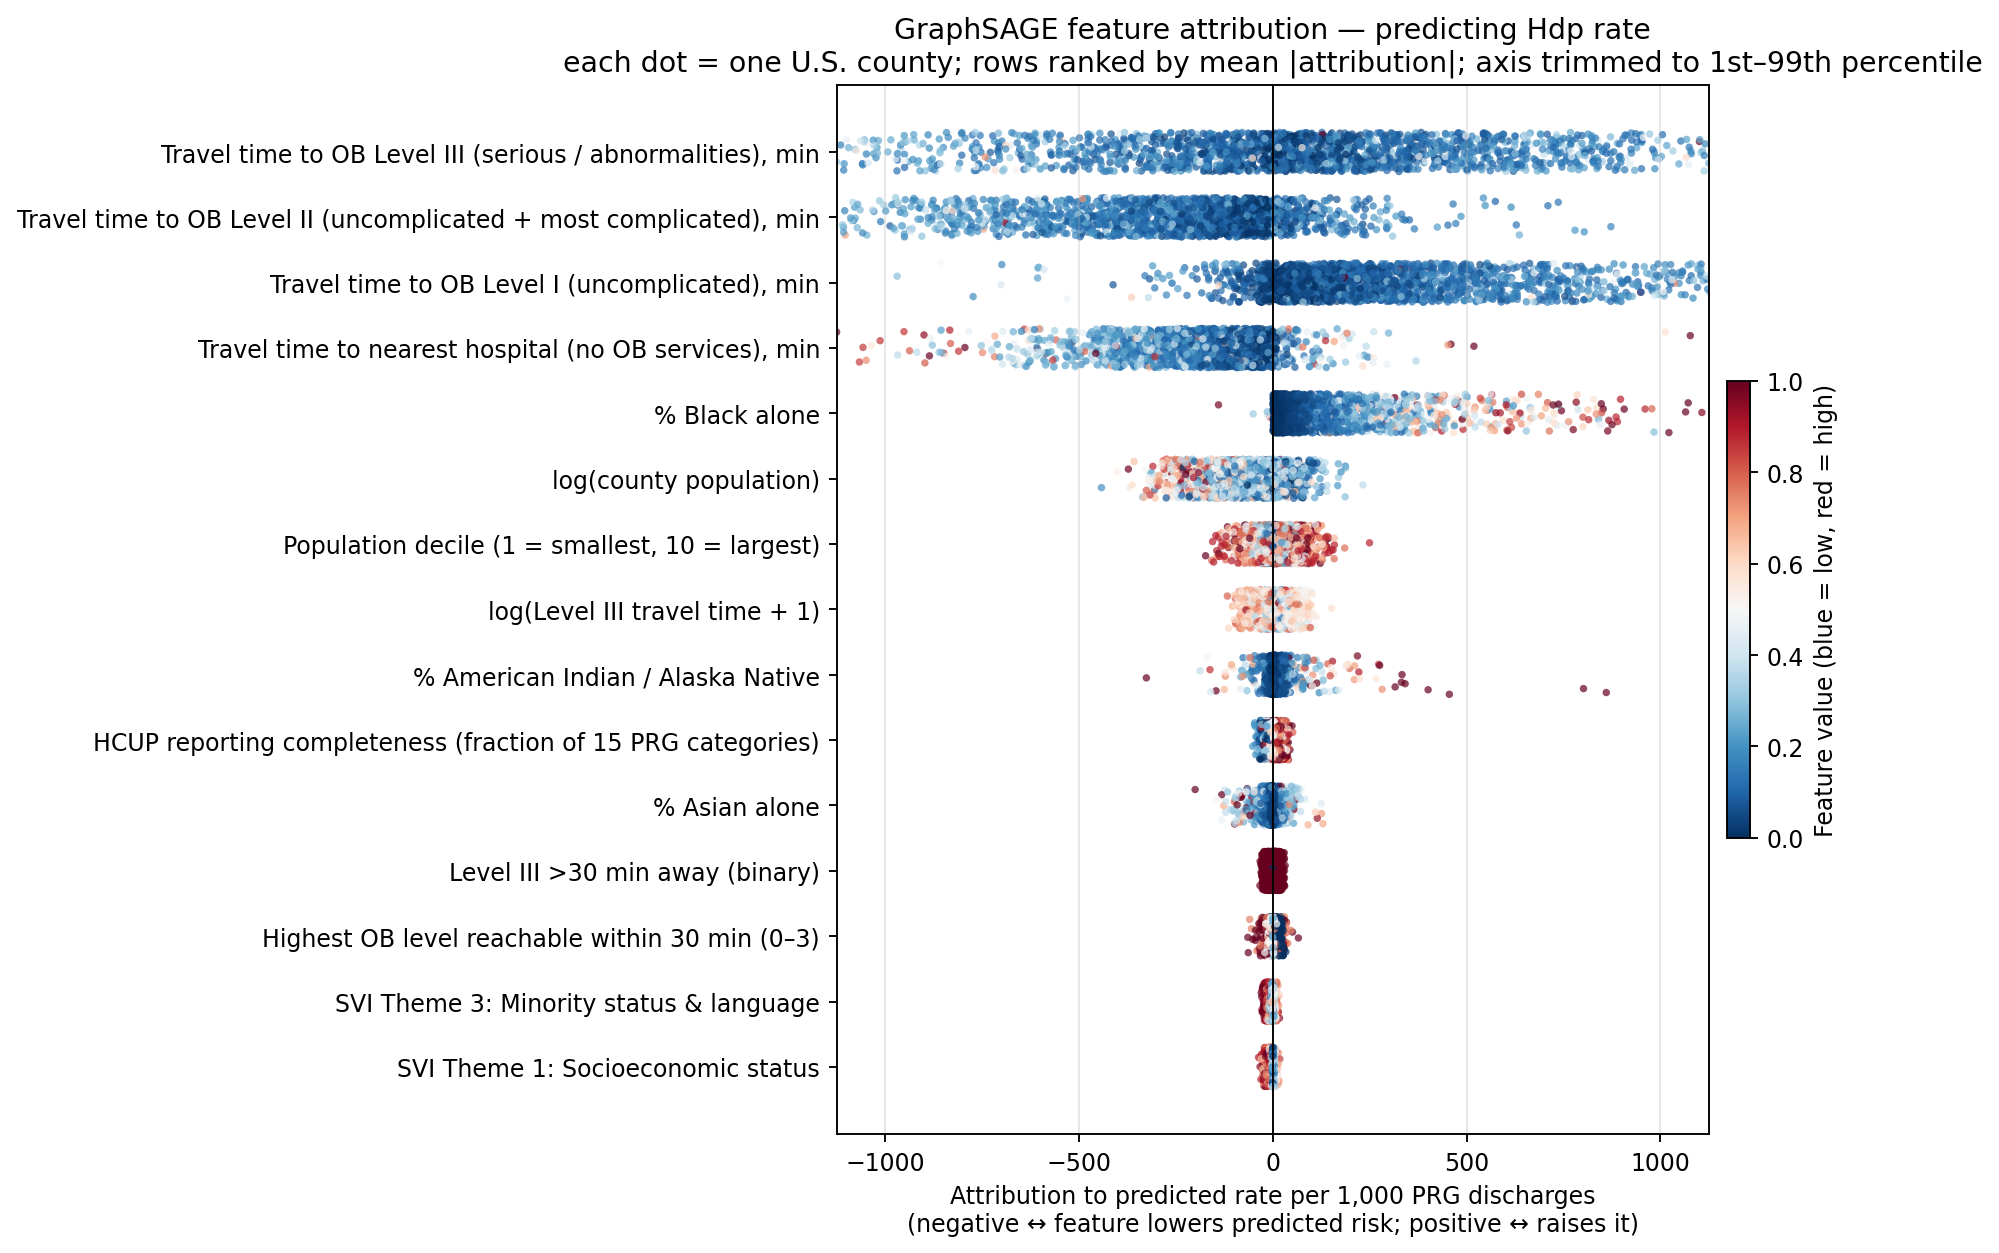 GraphSAGE feature attribution — predicting Hdp rate
each dot = one U.S. county; rows ranked by mean |attribution|; axis trimmed to 1st–99th percentile
Travel time to OB Level III (serious / abnormalities), min
Travel time to OB Level II (uncomplicated + most complicated), min
Travel time to OB Level I (uncomplicated), min
Travel time to nearest hospital (no OB services), min
% Black alone
log(county population)
Population decile (1 = smallest, 10 = largest)
log(Level III travel time + 1)
% American Indian / Alaska Native
HCUP reporting completeness (fraction of 15 PRG categories)
% Asian alone
Level III >30 min away (binary)
Highest OB level reachable within 30 min (0–3)
SVI Theme 3: Minority status & language
SVI Theme 1: Socioeconomic status
−1000
−500
0
500
1000
Attribution to predicted rate per 1,000 PRG discharges
(negative ↔ feature lowers predicted risk; positive ↔ raises it)
1.0
0.8
0.6
0.4
0.2
0.0
Feature value (blue = low, red = high)